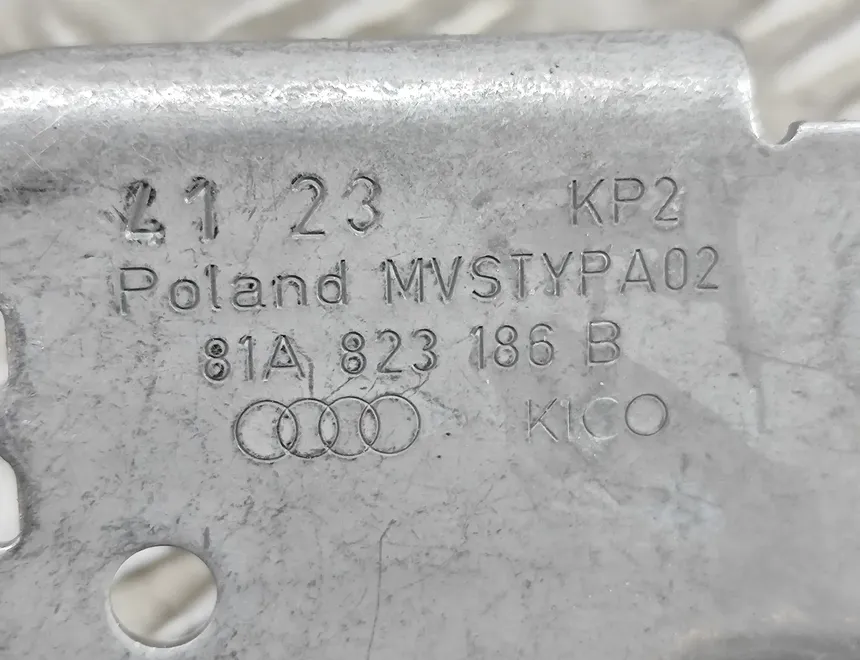 21 23 KP2
Poland MVSTYPA02
81A 823 186 B
KICO